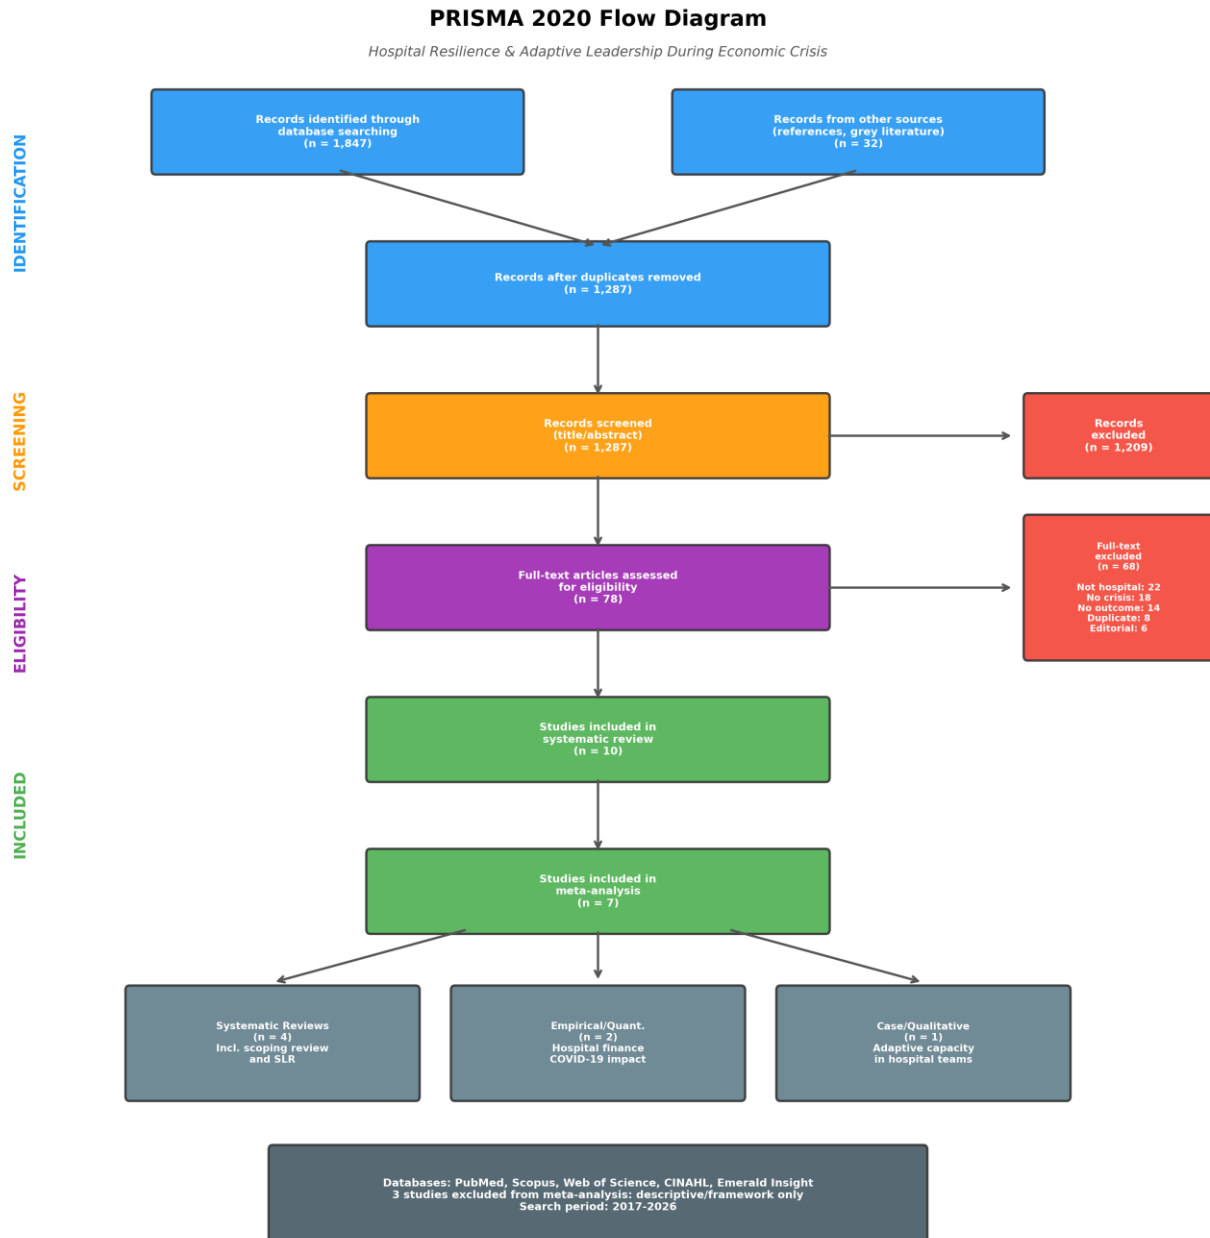 PRISMA 2020 Flow Diagram
Hospital Resilience & Adaptive Leadership During Economic Crisis
IDENTIFICATION
Records identified through
database searching
(n = 1,847)
Records from other sources
(references, grey literature)
(n = 32)
Records after duplicates removed
(n = 1,287)
SCREENING
Records screened
(title/abstract)
(n = 1,287)
Records
excluded
(n = 1,209)
ELIGIBILITY
Full-text articles assessed
for eligibility
(n = 78)
Full-text
excluded
(n = 68)
Not hospital: 22
No crisis: 18
No outcome: 14
Duplicate: 8
Editorial: 6
INCLUDED
Studies included in
systematic review
(n = 10)
Studies included in
meta-analysis
(n = 7)
Systematic Reviews
(n = 4)
Incl. scoping review
and SLR
Empirical/Quant.
(n = 2)
Hospital finance
COVID-19 impact
Case/Qualitative
(n = 1)
Adaptive capacity
in hospital teams
Databases: PubMed, Scopus, Web of Science, CINAHL, Emerald Insight
3 studies excluded from meta-analysis: descriptive/framework only
Search period: 2017-2026